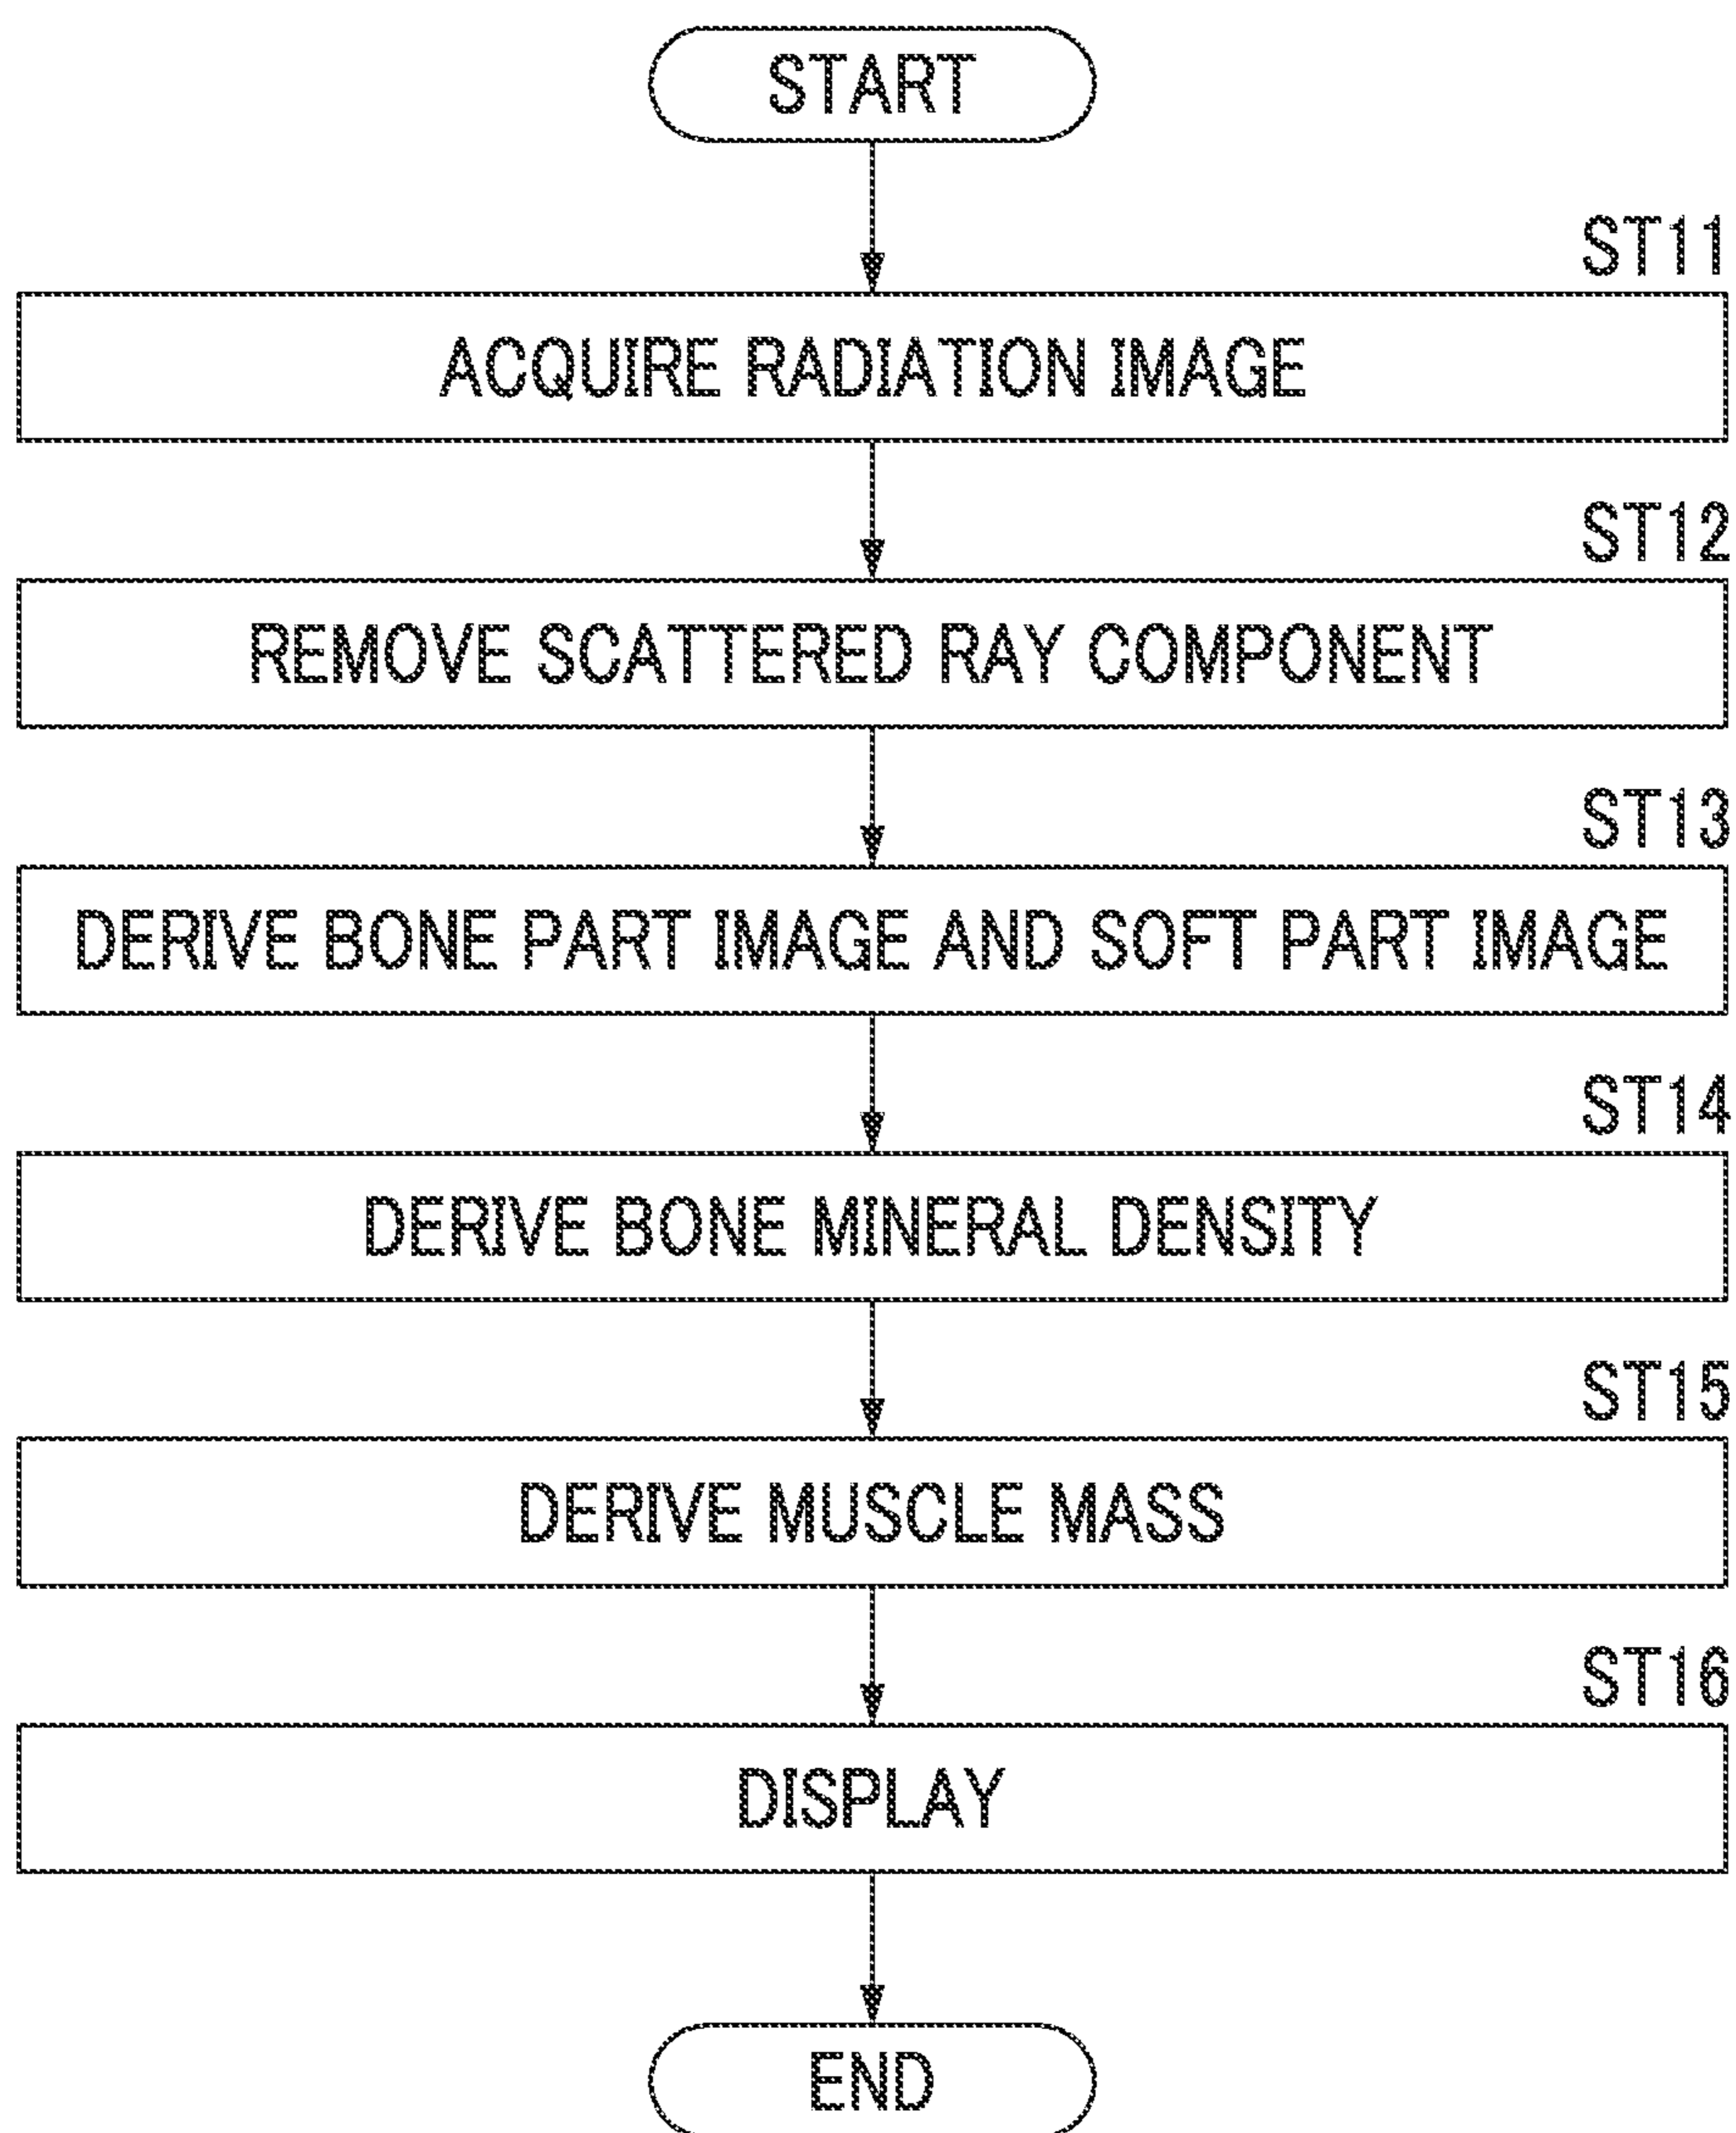 START
ST11
ACQUIRE RADIATION IMAGE
ST12
REMOVE SCATTERED RAY COMPONENT
ST13
DERIVE BONE PART IMAGE AND SOFT PART IMAGE
ST14
DERIVE BONE MINERAL DENSITY
ST15
DERIVE MUSCLE MASS
ST16
DISPLAY
END